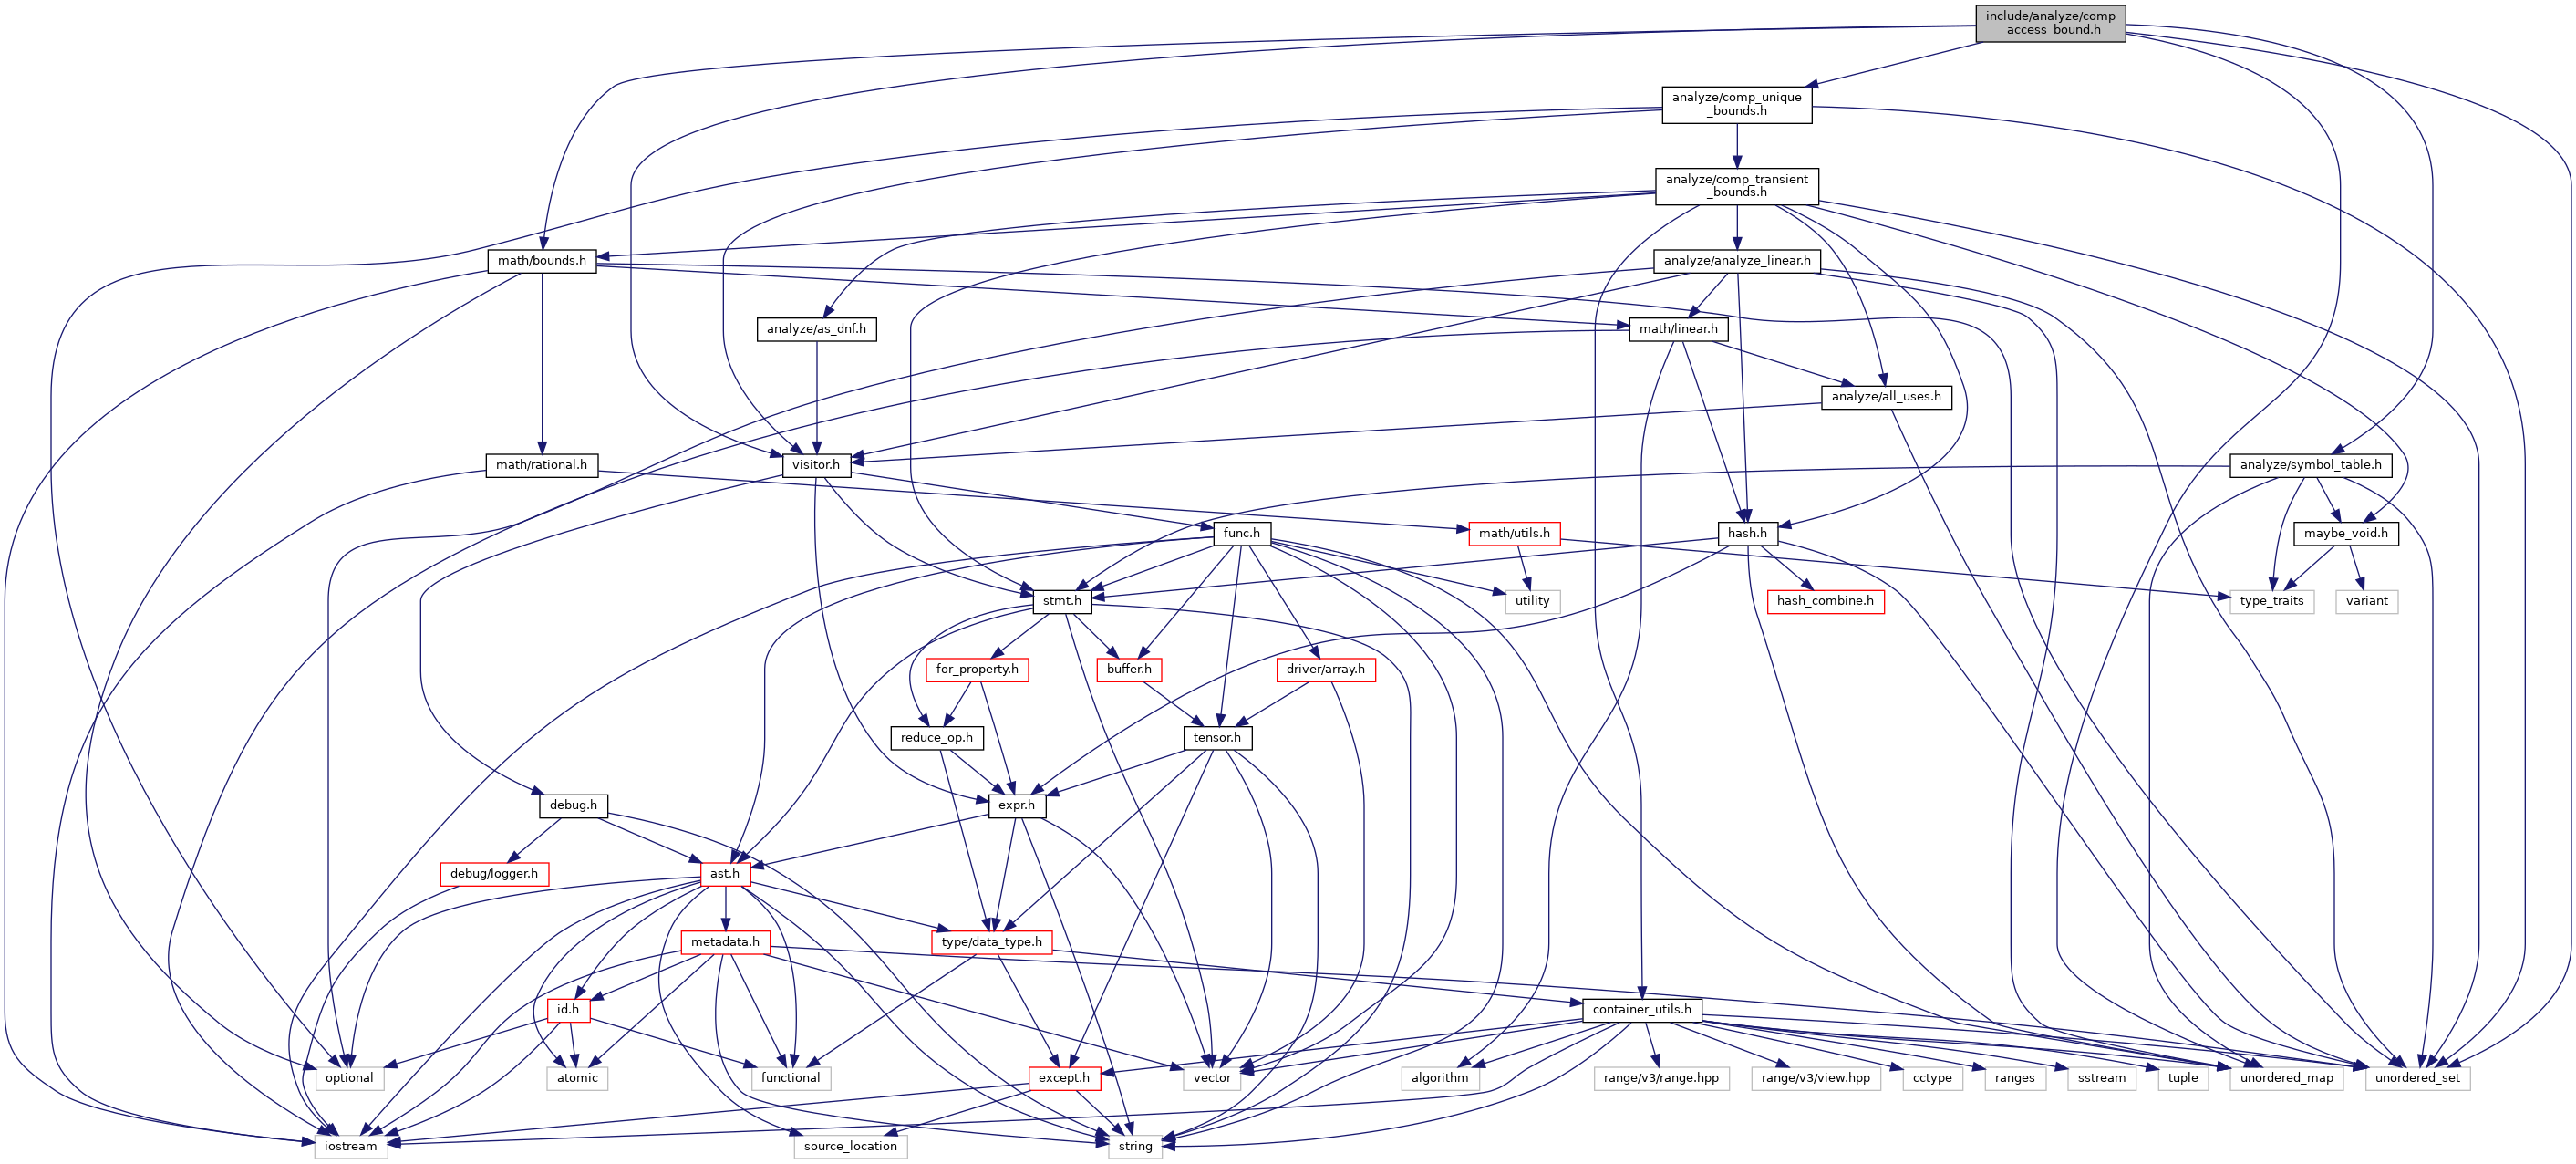 include/analyze/comp
_access_bound.h
analyze/comp_unique
_bounds.h
analyze/comp_transient
_bounds.h
math/bounds.h
analyze/analyze_linear.h
analyze/as_dnf.h
math/linear.h
analyze/all_uses.h
math/rational.h
visitor.h
analyze/symbol_table.h
func.h
math/utils.h
hash.h
maybe_void.h
stmt.h
utility
hash_combine.h
type_traits
variant
for_property.h
buffer.h
driver/array.h
reduce_op.h
tensor.h
debug.h
expr.h
debug/logger.h
ast.h
metadata.h
type/data_type.h
id.h
container_utils.h
optional
atomic
functional
except.h
vector
algorithm
range/v3/range.hpp
range/v3/view.hpp
cctype
ranges
sstream
tuple
unordered_map
unordered_set
iostream
source_location
string